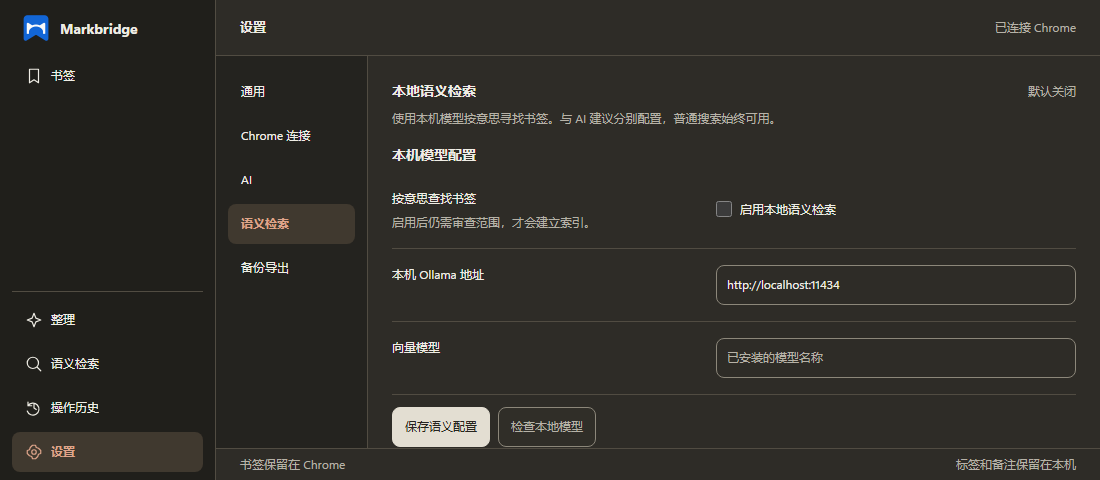 Markbridge
书签
整理
语义检索
操作历史
设置
设置
已连接 Chrome
通用
Chrome 连接
AI
语义检索
备份导出
本地语义检索
默认关闭
使用本机模型按意思寻找书签。与 AI 建议分别配置，普通搜索始终可用。
本机模型配置
按意思查找书签
启用后仍需审查范围，才会建立索引。
启用本地语义检索
本机 Ollama 地址
http://localhost:11434
向量模型
已安装的模型名称
保存语义配置
检查本地模型
书签保留在 Chrome
标签和备注保留在本机